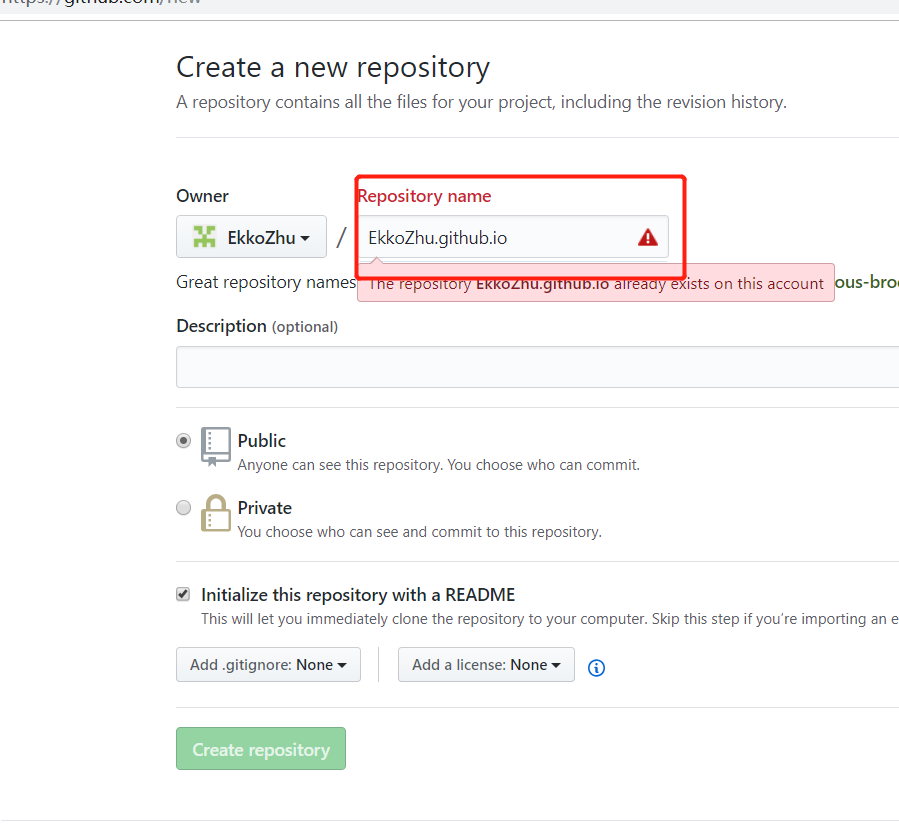 https://github.com/new
Create a new repository
A repository contains all the files for your project, including the revision history.
Owner
Repository name
EkkoZhu
/
EkkoZhu.github.io
Great repository names
The repository EkkoZhu.github.io already exists on this account
ous-broc
Description (optional)
Public
Anyone can see this repository. You choose who can commit.
Private
You choose who can see and commit to this repository.
Initialize this repository with a README
This will let you immediately clone the repository to your computer. Skip this step if you’re importing an e
Add .gitignore: None
Add a license: None
Create repository